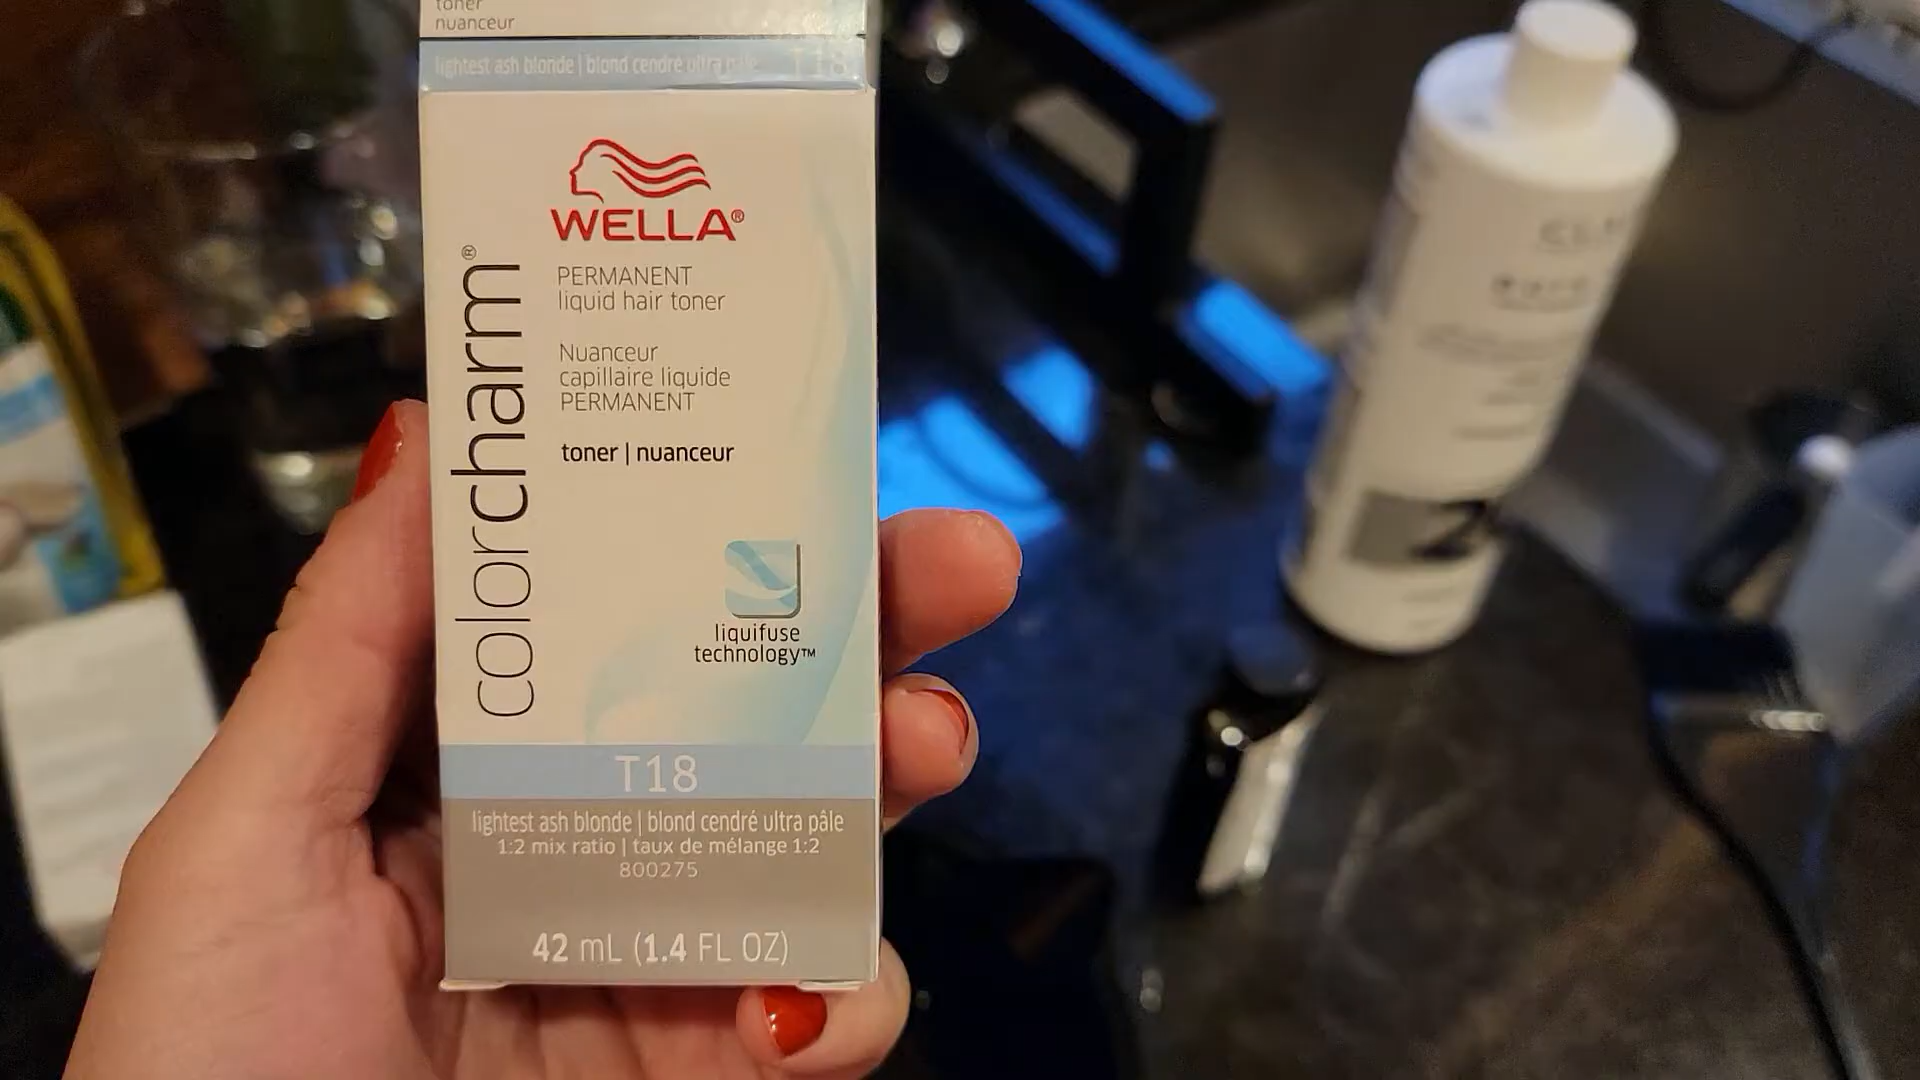 toner
nuanceur
lightest ash blonde | blond cendré ultra pâle T18
WELLA®
colorcharm®
PERMANENT
liquid hair toner
Nuanceur
capillaire liquide
PERMANENT
toner | nuanceur
liquifuse
technology™
T18
lightest ash blonde | blond cendré ultra pâle
1:2 mix ratio | taux de mélange 1:2
800275
42 mL (1.4 FL OZ)
2